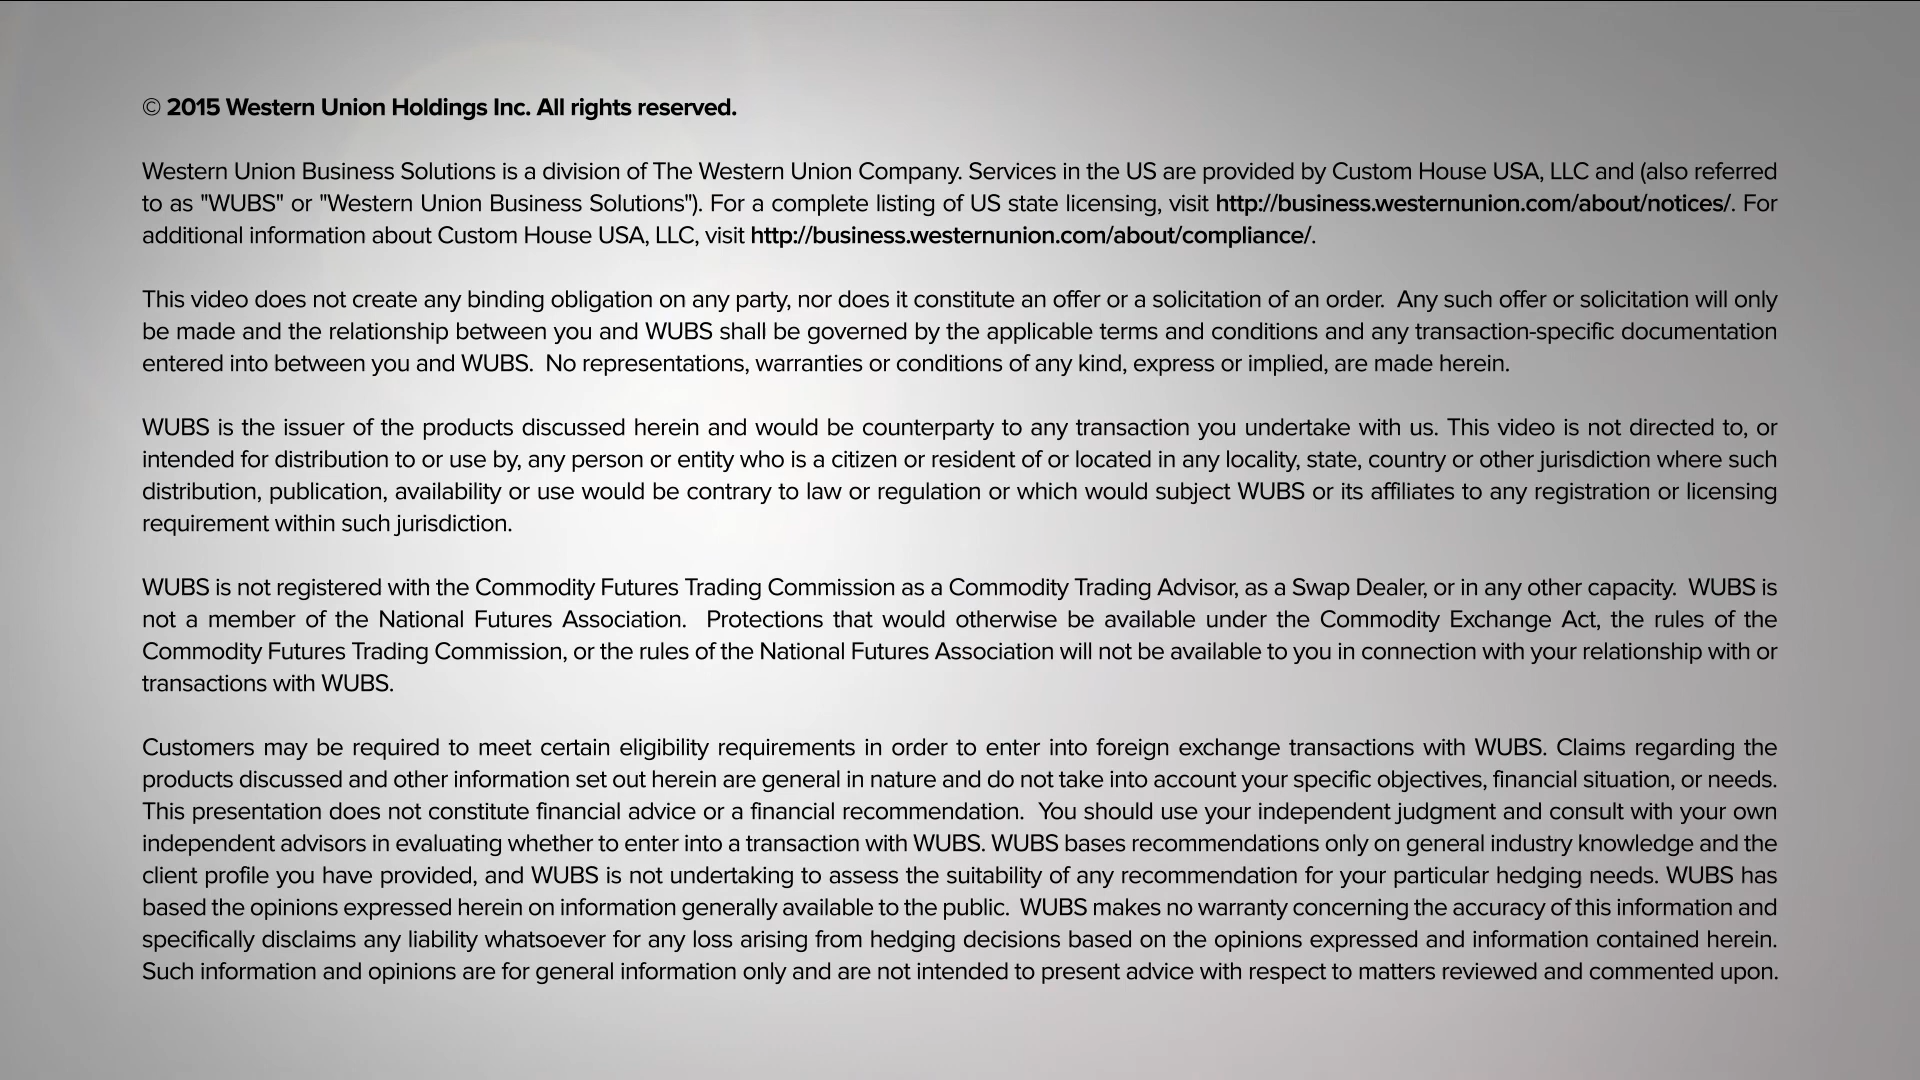 © 2015 Western Union Holdings Inc. All rights reserved.
Western Union Business Solutions is a division of The Western Union Company. Services in the US are provided by Custom House USA, LLC and (also referred
to as "WUBS" or "Western Union Business Solutions"). For a complete listing of US state licensing, visit http://business.westernunion.com/about/notices/. For
additional information about Custom House USA, LLC, visit http://business.westernunion.com/about/compliance/.
This video does not create any binding obligation on any party, nor does it constitute an offer or a solicitation of an order.  Any such offer or solicitation will only
be made and the relationship between you and WUBS shall be governed by the applicable terms and conditions and any transaction-specific documentation
entered into between you and WUBS.  No representations, warranties or conditions of any kind, express or implied, are made herein.
WUBS is the issuer of the products discussed herein and would be counterparty to any transaction you undertake with us. This video is not directed to, or
intended for distribution to or use by, any person or entity who is a citizen or resident of or located in any locality, state, country or other jurisdiction where such
distribution, publication, availability or use would be contrary to law or regulation or which would subject WUBS or its affiliates to any registration or licensing
requirement within such jurisdiction.
WUBS is not registered with the Commodity Futures Trading Commission as a Commodity Trading Advisor, as a Swap Dealer, or in any other capacity.  WUBS is
not a member of the National Futures Association.  Protections that would otherwise be available under the Commodity Exchange Act, the rules of the
Commodity Futures Trading Commission, or the rules of the National Futures Association will not be available to you in connection with your relationship with or
transactions with WUBS.
Customers may be required to meet certain eligibility requirements in order to enter into foreign exchange transactions with WUBS. Claims regarding the
products discussed and other information set out herein are general in nature and do not take into account your specific objectives, financial situation, or needs.
This presentation does not constitute financial advice or a financial recommendation.  You should use your independent judgment and consult with your own
independent advisors in evaluating whether to enter into a transaction with WUBS. WUBS bases recommendations only on general industry knowledge and the
client profile you have provided, and WUBS is not undertaking to assess the suitability of any recommendation for your particular hedging needs. WUBS has
based the opinions expressed herein on information generally available to the public.  WUBS makes no warranty concerning the accuracy of this information and
specifically disclaims any liability whatsoever for any loss arising from hedging decisions based on the opinions expressed and information contained herein.
Such information and opinions are for general information only and are not intended to present advice with respect to matters reviewed and commented upon.